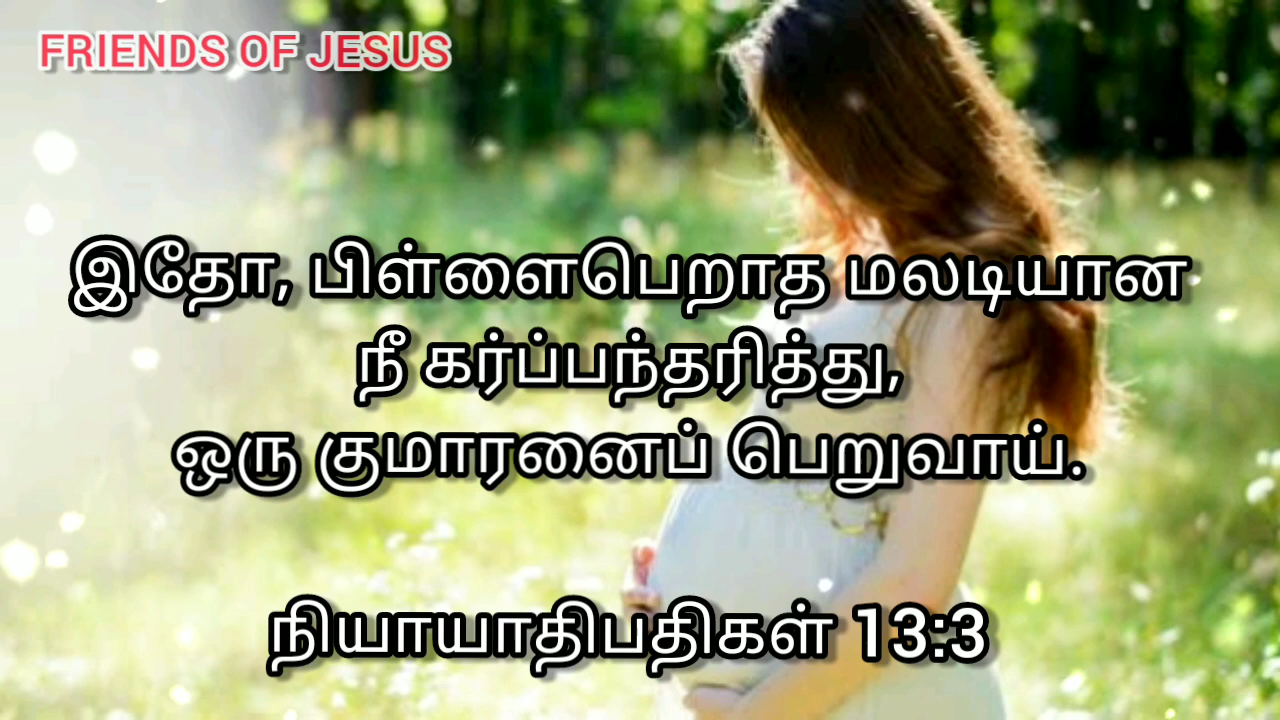 FRIENDS OF JESUS
இதோ, பிள்ளைபெறாத மலடியான
நீ கர்ப்பந்தரித்து,
ஒரு குமாரனைப் பெறுவாய்.
நியாயாதிபதிகள் 13:3